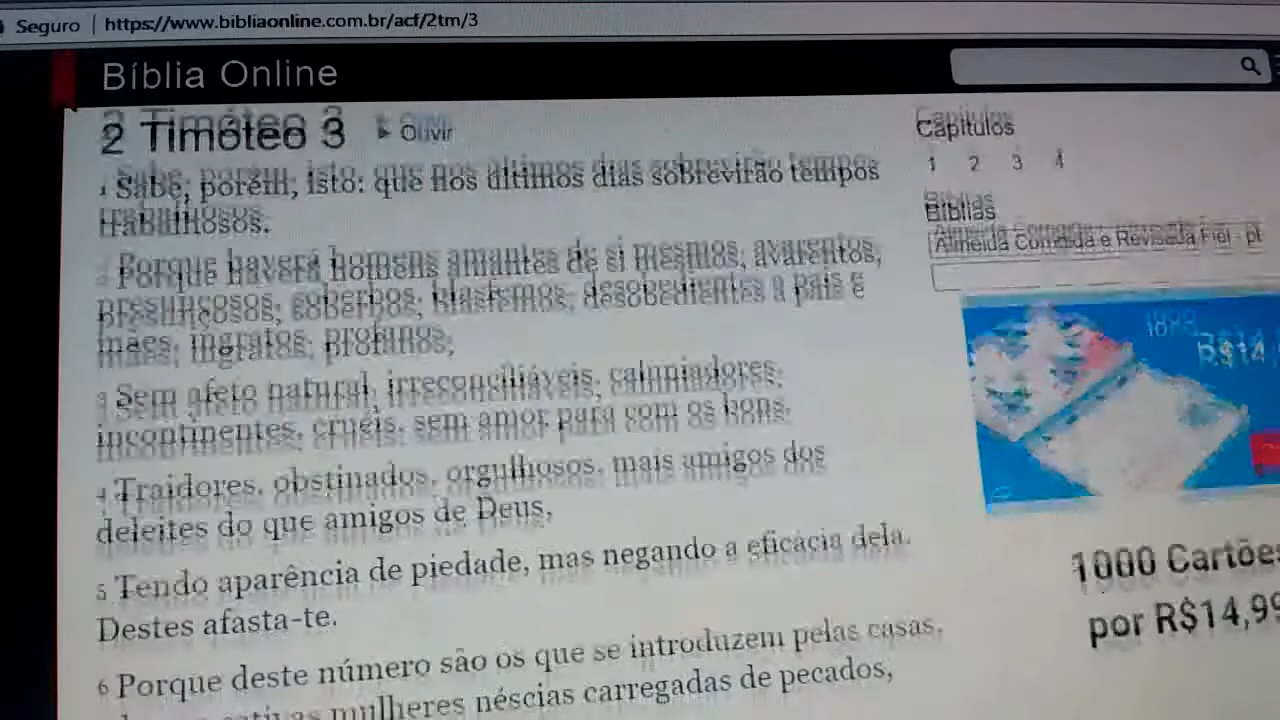 Seguro https://www.bibliaonline.com.br/acf/2tm/3
Bíblia Online
2 Timóteo 3 Ouvir
1 Sabe, porém, isto: que nos últimos dias sobrevirão tempos
trabalhosos.
2 Porque haverá homens amantes de si mesmos, avarentos,
presunçosos, soberbos, blasfemos, desobedientes a pais e
mães, ingratos, profanos,
3 Sem afeto natural, irreconciliáveis, caluniadores,
incontinentes, cruéis, sem amor para com os bons,
4 Traidores, obstinados, orgulhosos, mais amigos dos
deleites do que amigos de Deus,
5 Tendo aparência de piedade, mas negando a eficácia dela.
Destes afasta-te.
6 Porque deste número são os que se introduzem pelas casas,
mulheres néscias carregadas de pecados,
Capítulos
1 2 3 4
Bíblias
Almeida Corrigida e Revisada Fiel - pt
R$14
1000 Cartões
por R$14,99